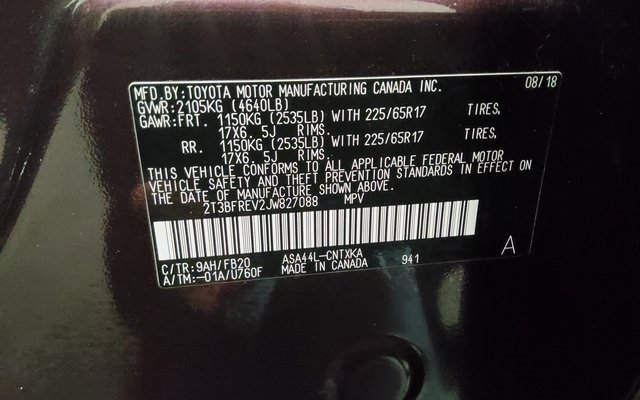 MFD.BY:TOYOTA MOTOR MANUFACTURING CANADA INC. 08/18
GVWR:2105KG (4640LB)
GAWR:FRT. 1150KG (2535LB) WITH 225/65R17 TIRES,
17X6. 5J RIMS.
RR. 1150KG (2535LB) WITH 225/65R17 TIRES,
17X6. 5J RIMS.
THIS VEHICLE CONFORMS TO ALL APPLICABLE FEDERAL MOTOR
VEHICLE SAFETY AND THEFT PREVENTION STANDARDS IN EFFECT ON
THE DATE OF MANUFACTURE SHOWN ABOVE.
2T3BFREV2JW827088 MPV
C/TR:9AH/FB20 ASA44L-CNTXKA 941 A
A/TM:-01A/U760F MADE IN CANADA